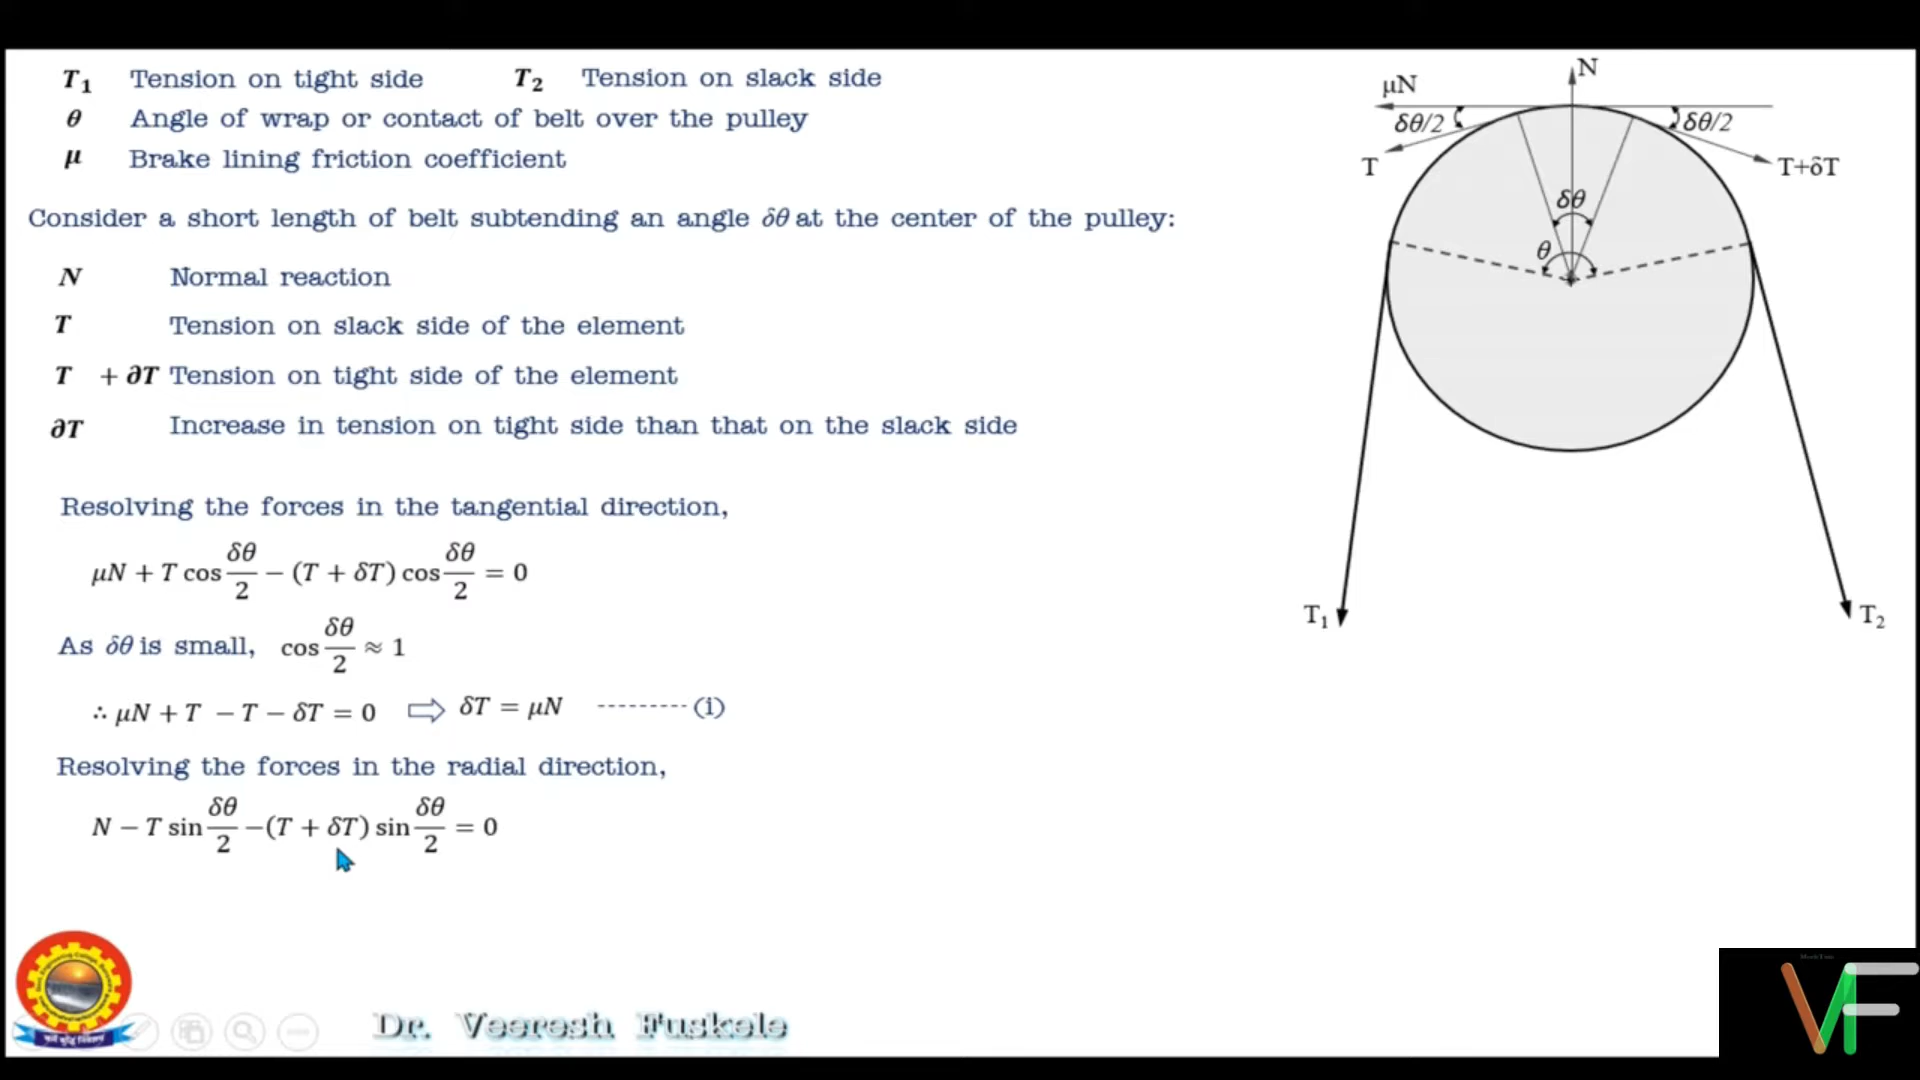 T₁ Tension on tight side T₂ Tension on slack side
θ Angle of wrap or contact of belt over the pulley
μ Brake lining friction coefficient
Consider a short length of belt subtending an angle δθ at the center of the pulley:
N Normal reaction
T Tension on slack side of the element
T + ∂T Tension on tight side of the element
∂T Increase in tension on tight side than that on the slack side
Resolving the forces in the tangential direction,
μN + T cos δθ/2 − (T + δT) cos δθ/2 = 0
As δθ is small, cos δθ/2 ≈ 1
∴ μN + T − T − δT = 0 ⇨ δT = μN --------- (i)
Resolving the forces in the radial direction,
N − T sin δθ/2 −(T + δT) sin δθ/2 = 0
N
μN
δθ/2
δθ/2
T
T+δT
δθ
θ
T₁
T₂
Dr. Veeresh Fuskele
VF